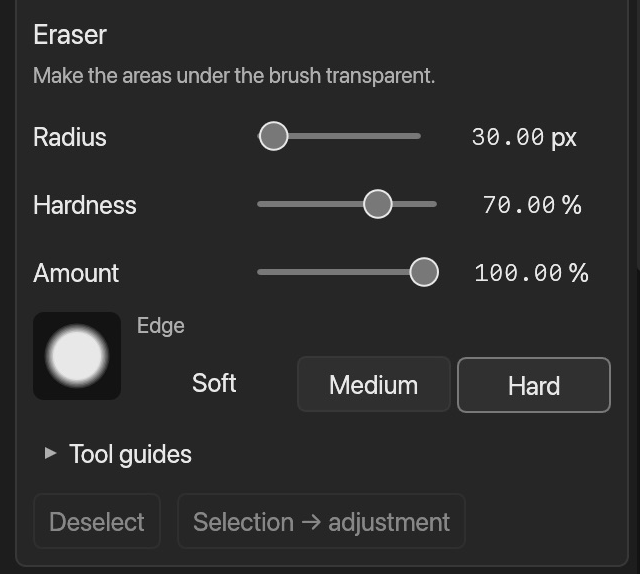 Eraser
Make the areas under the brush transparent.
Radius 30.00 px
Hardness 70.00 %
Amount 100.00 %
Edge
Soft Medium Hard
Tool guides
Deselect Selection → adjustment